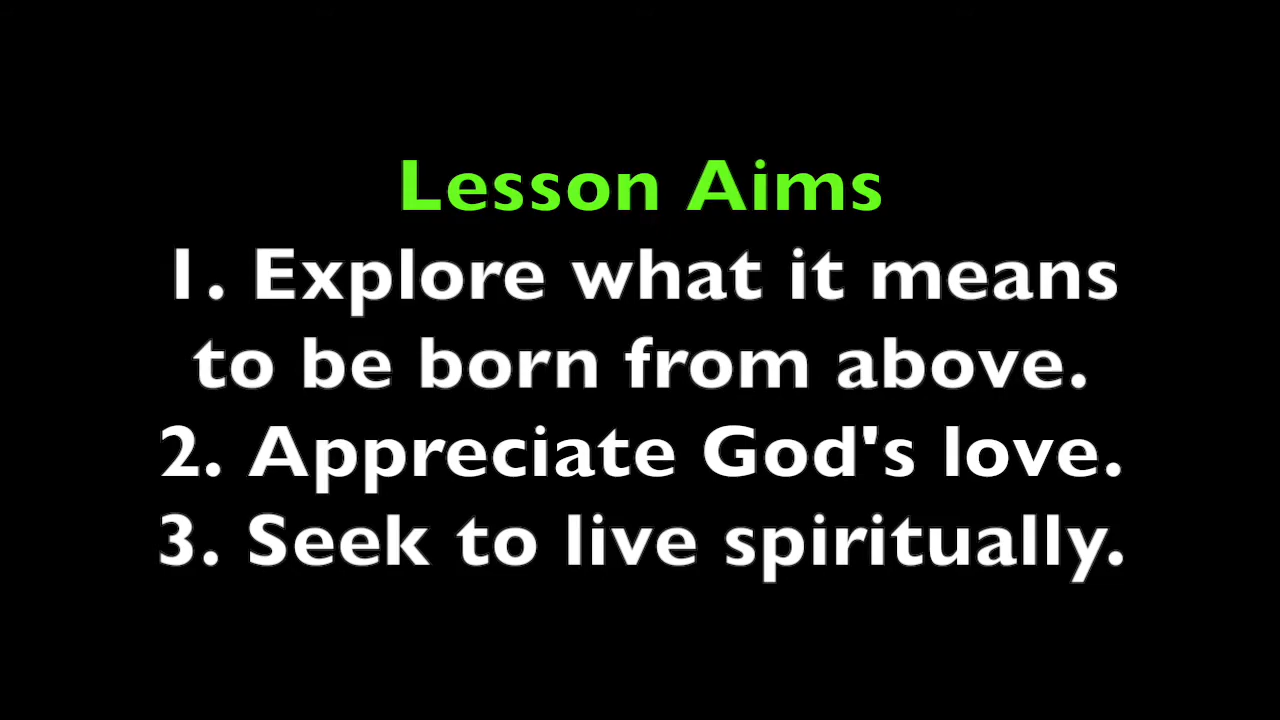 Lesson Aims
1. Explore what it means
to be born from above.
2. Appreciate God's love.
3. Seek to live spiritually.